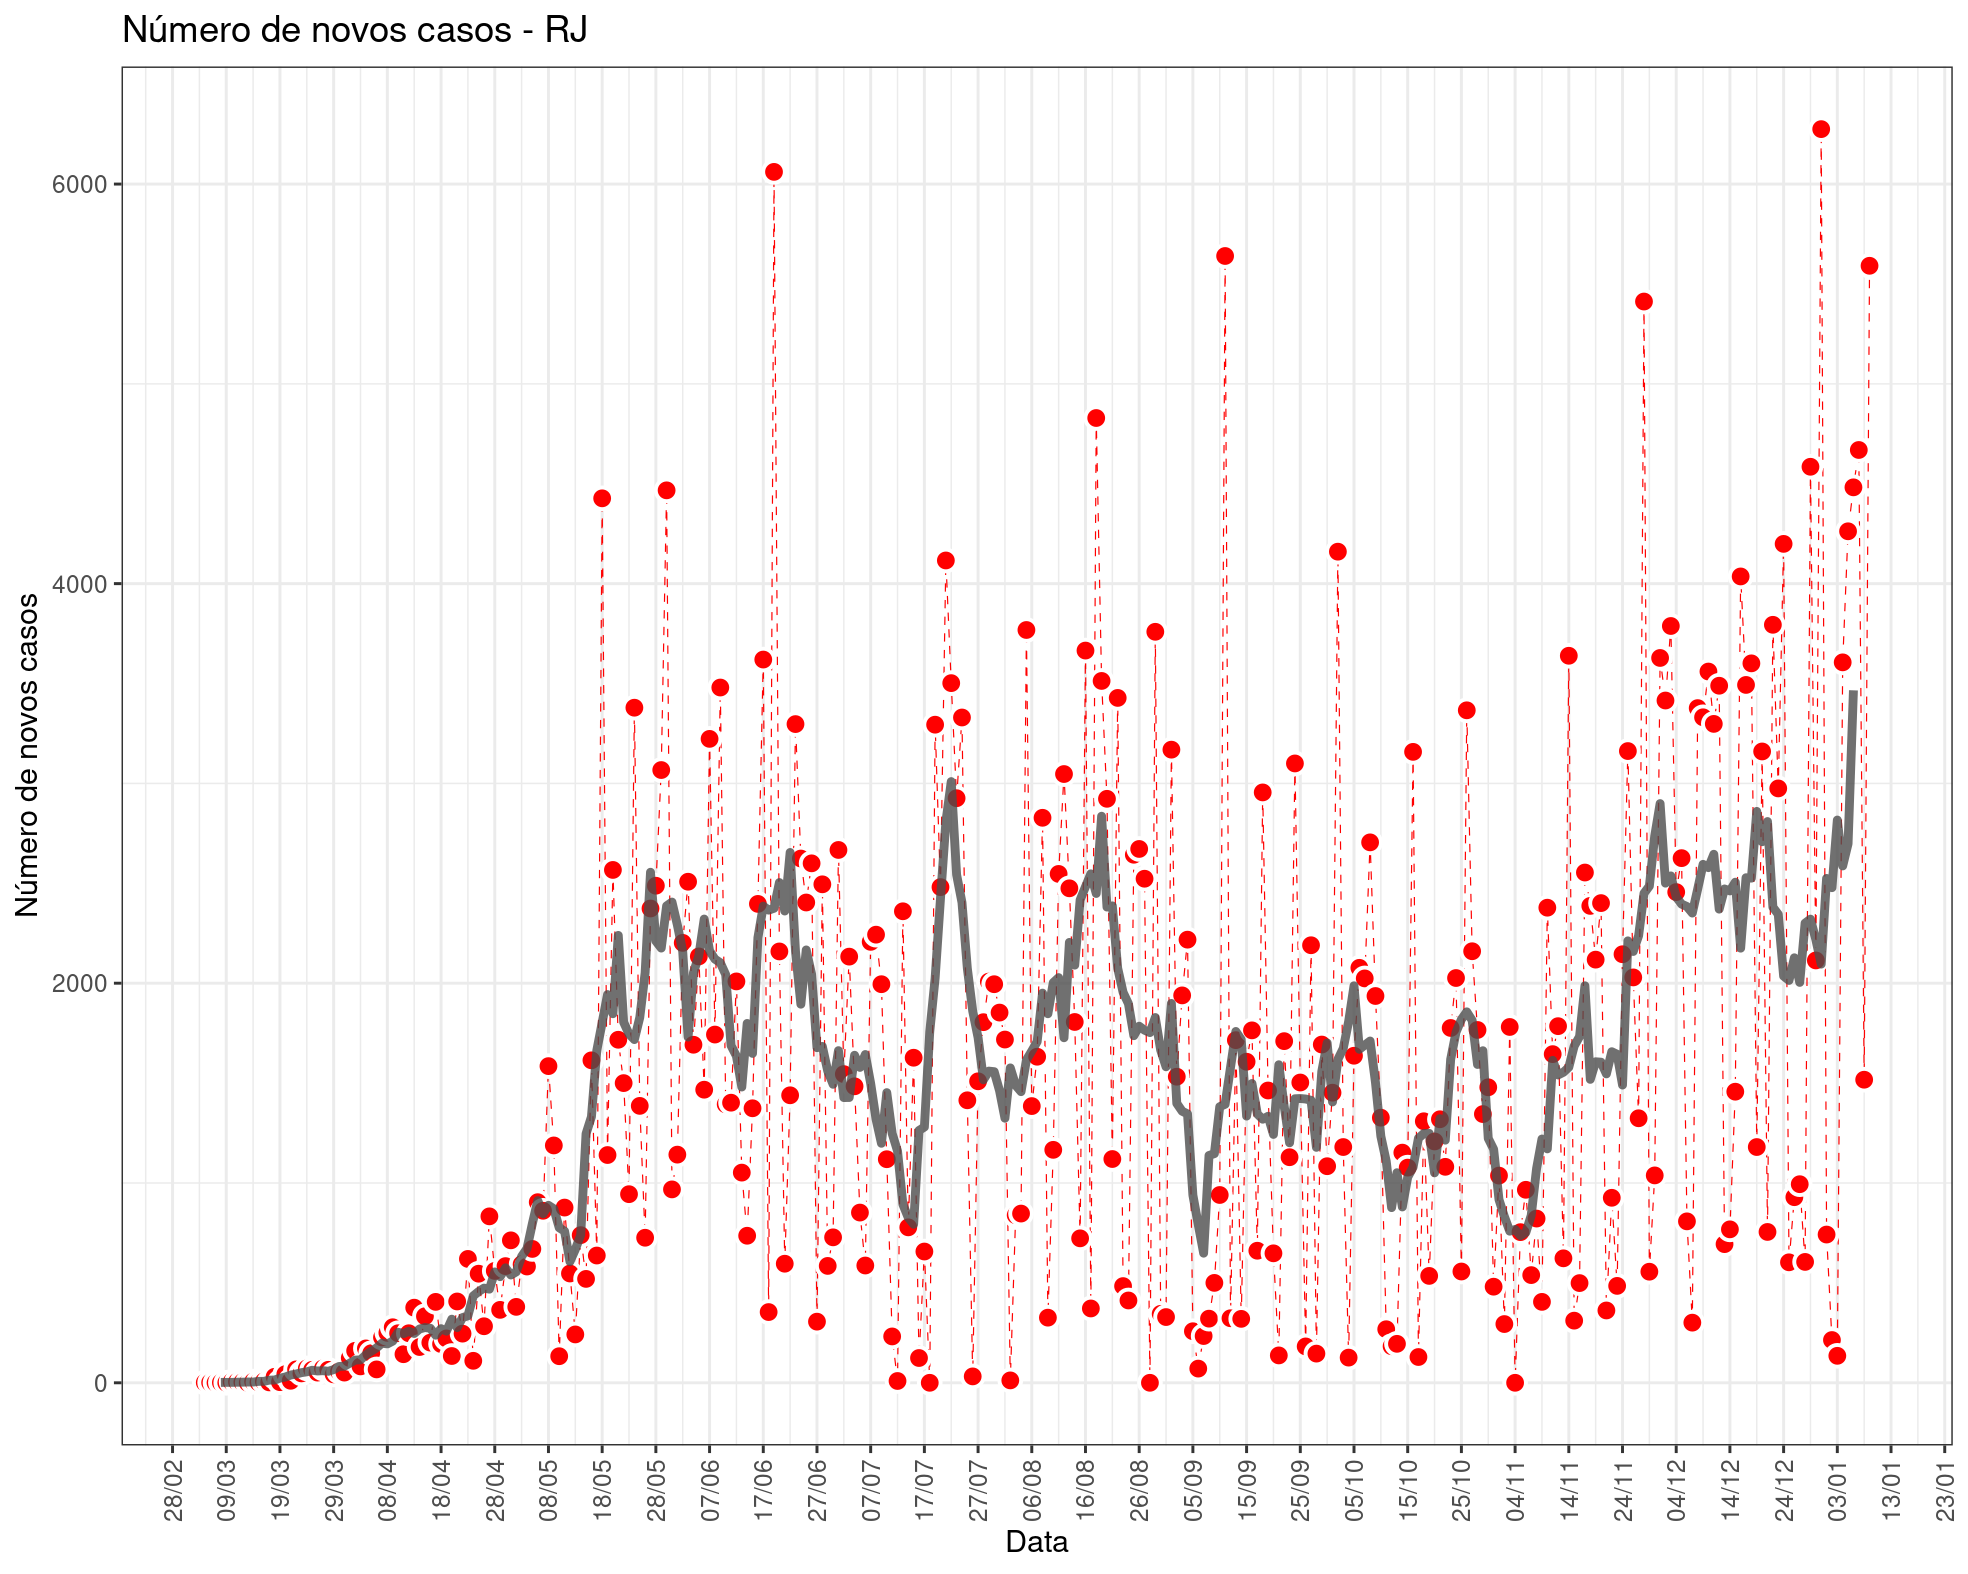 Número de novos casos - RJ
Número de novos casos
6000
4000
2000
0
28/02 09/03 19/03 29/03 08/04 18/04 28/04 08/05 18/05 28/05 07/06 17/06 27/06 07/07 17/07 27/07 06/08 16/08 26/08 05/09 15/09 25/09 05/10 15/10 25/10 04/11 14/11 24/11 04/12 14/12 24/12 03/01 13/01 23/01
Data